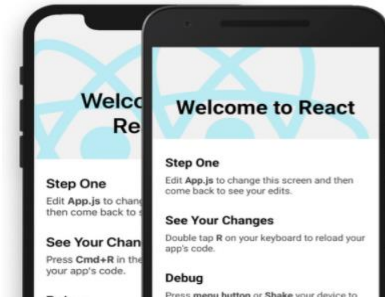 Welco
Re
Step One
Edit App.js to chang
then come back to s
See Your Chan
Press Cmd+R in the
your app's code.
Welcome to React
Step One
Edit App.js to change this screen and then
come back to see your edits.
See Your Changes
Double tap R on your keyboard to reload your
app's code.
Debug
Press menu button or Shake your device to